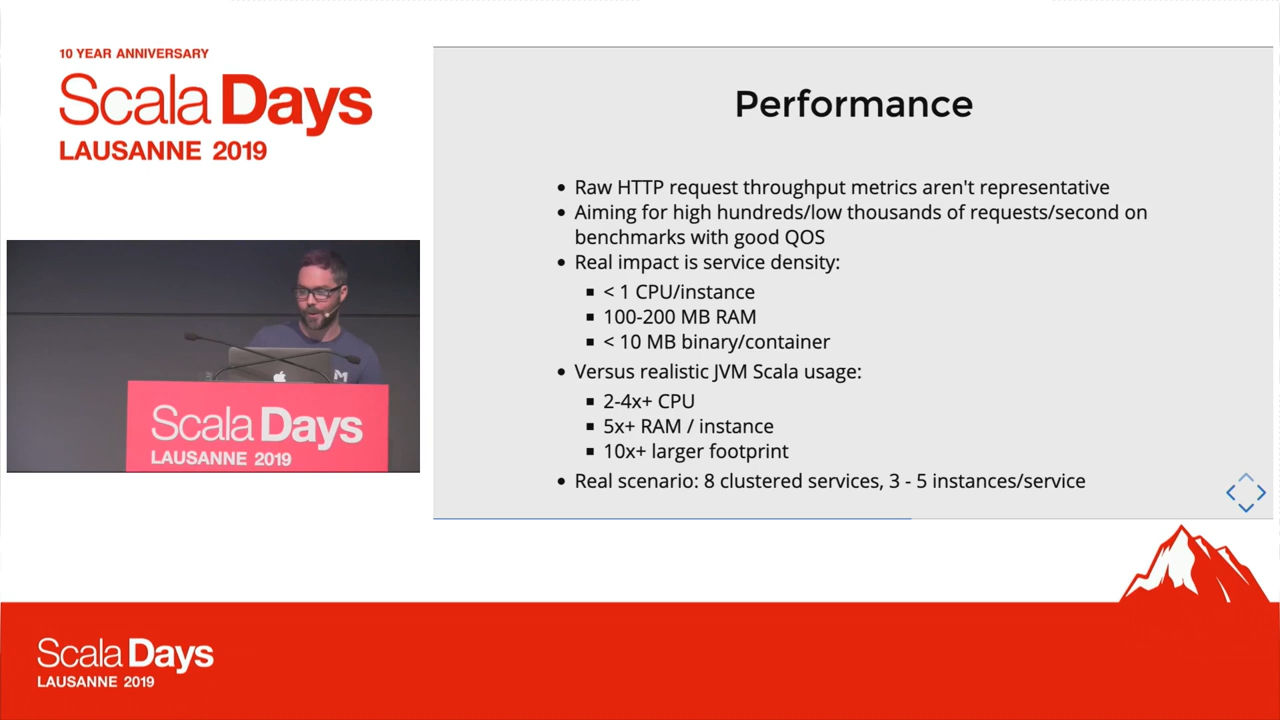 10 YEAR ANNIVERSARY
Scala Days
LAUSANNE 2019
Performance
Raw HTTP request throughput metrics aren't representative
Aiming for high hundreds/low thousands of requests/second on
benchmarks with good QOS
Real impact is service density:
< 1 CPU/instance
100-200 MB RAM
< 10 MB binary/container
Versus realistic JVM Scala usage:
2-4x+ CPU
5x+ RAM / instance
10x+ larger footprint
Real scenario: 8 clustered services, 3 - 5 instances/service
M
Scala Days
LAUSANNE 2019
Scala Days
LAUSANNE 2019